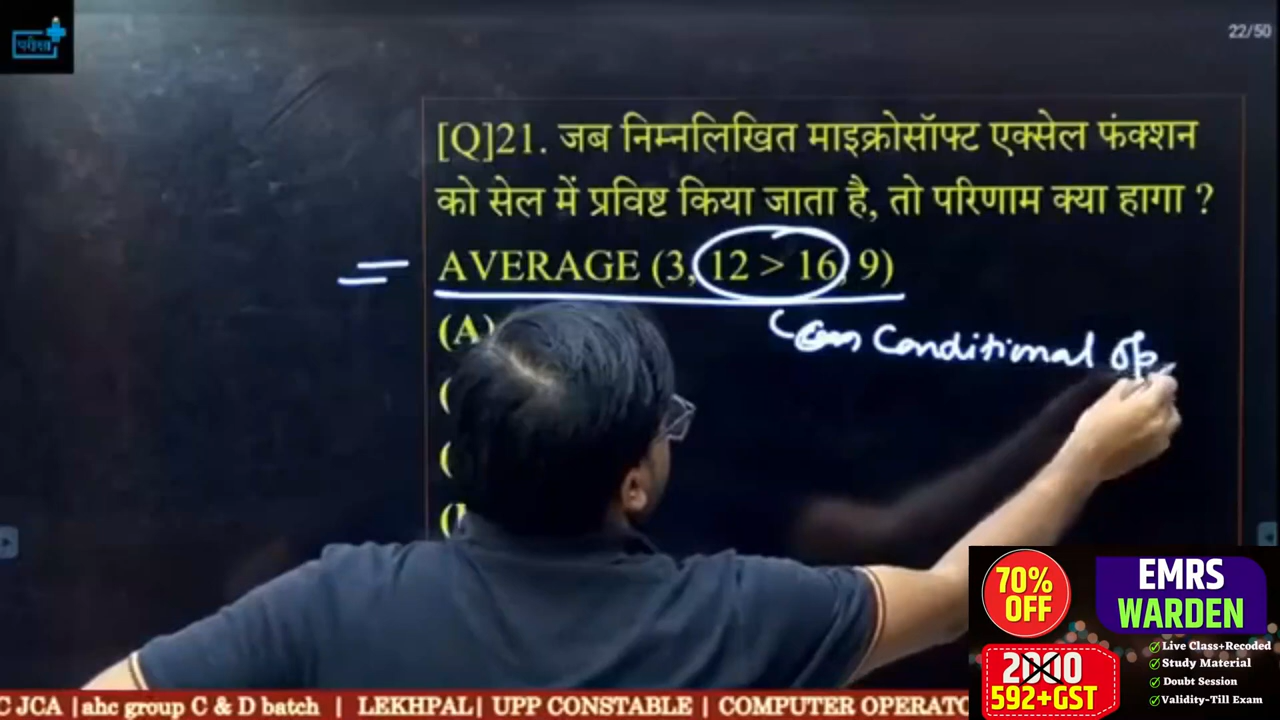 परीक्षा
22/50
[Q]21. जब निम्नलिखित माइक्रोसॉफ्ट एक्सेल फंक्शन
को सेल में प्रविष्ट किया जाता है, तो परिणाम क्या हागा ?
= AVERAGE (3, 12 > 16, 9)
(A)
Conditional Op
70%
OFF
2000
592+GST
EMRS
WARDEN
Live Class+Recoded
Study Material
Doubt Session
Validity-Till Exam
C JCA | ahc group C & D batch | LEKHPAL | UPP CONSTABLE | COMPUTER OPERATO